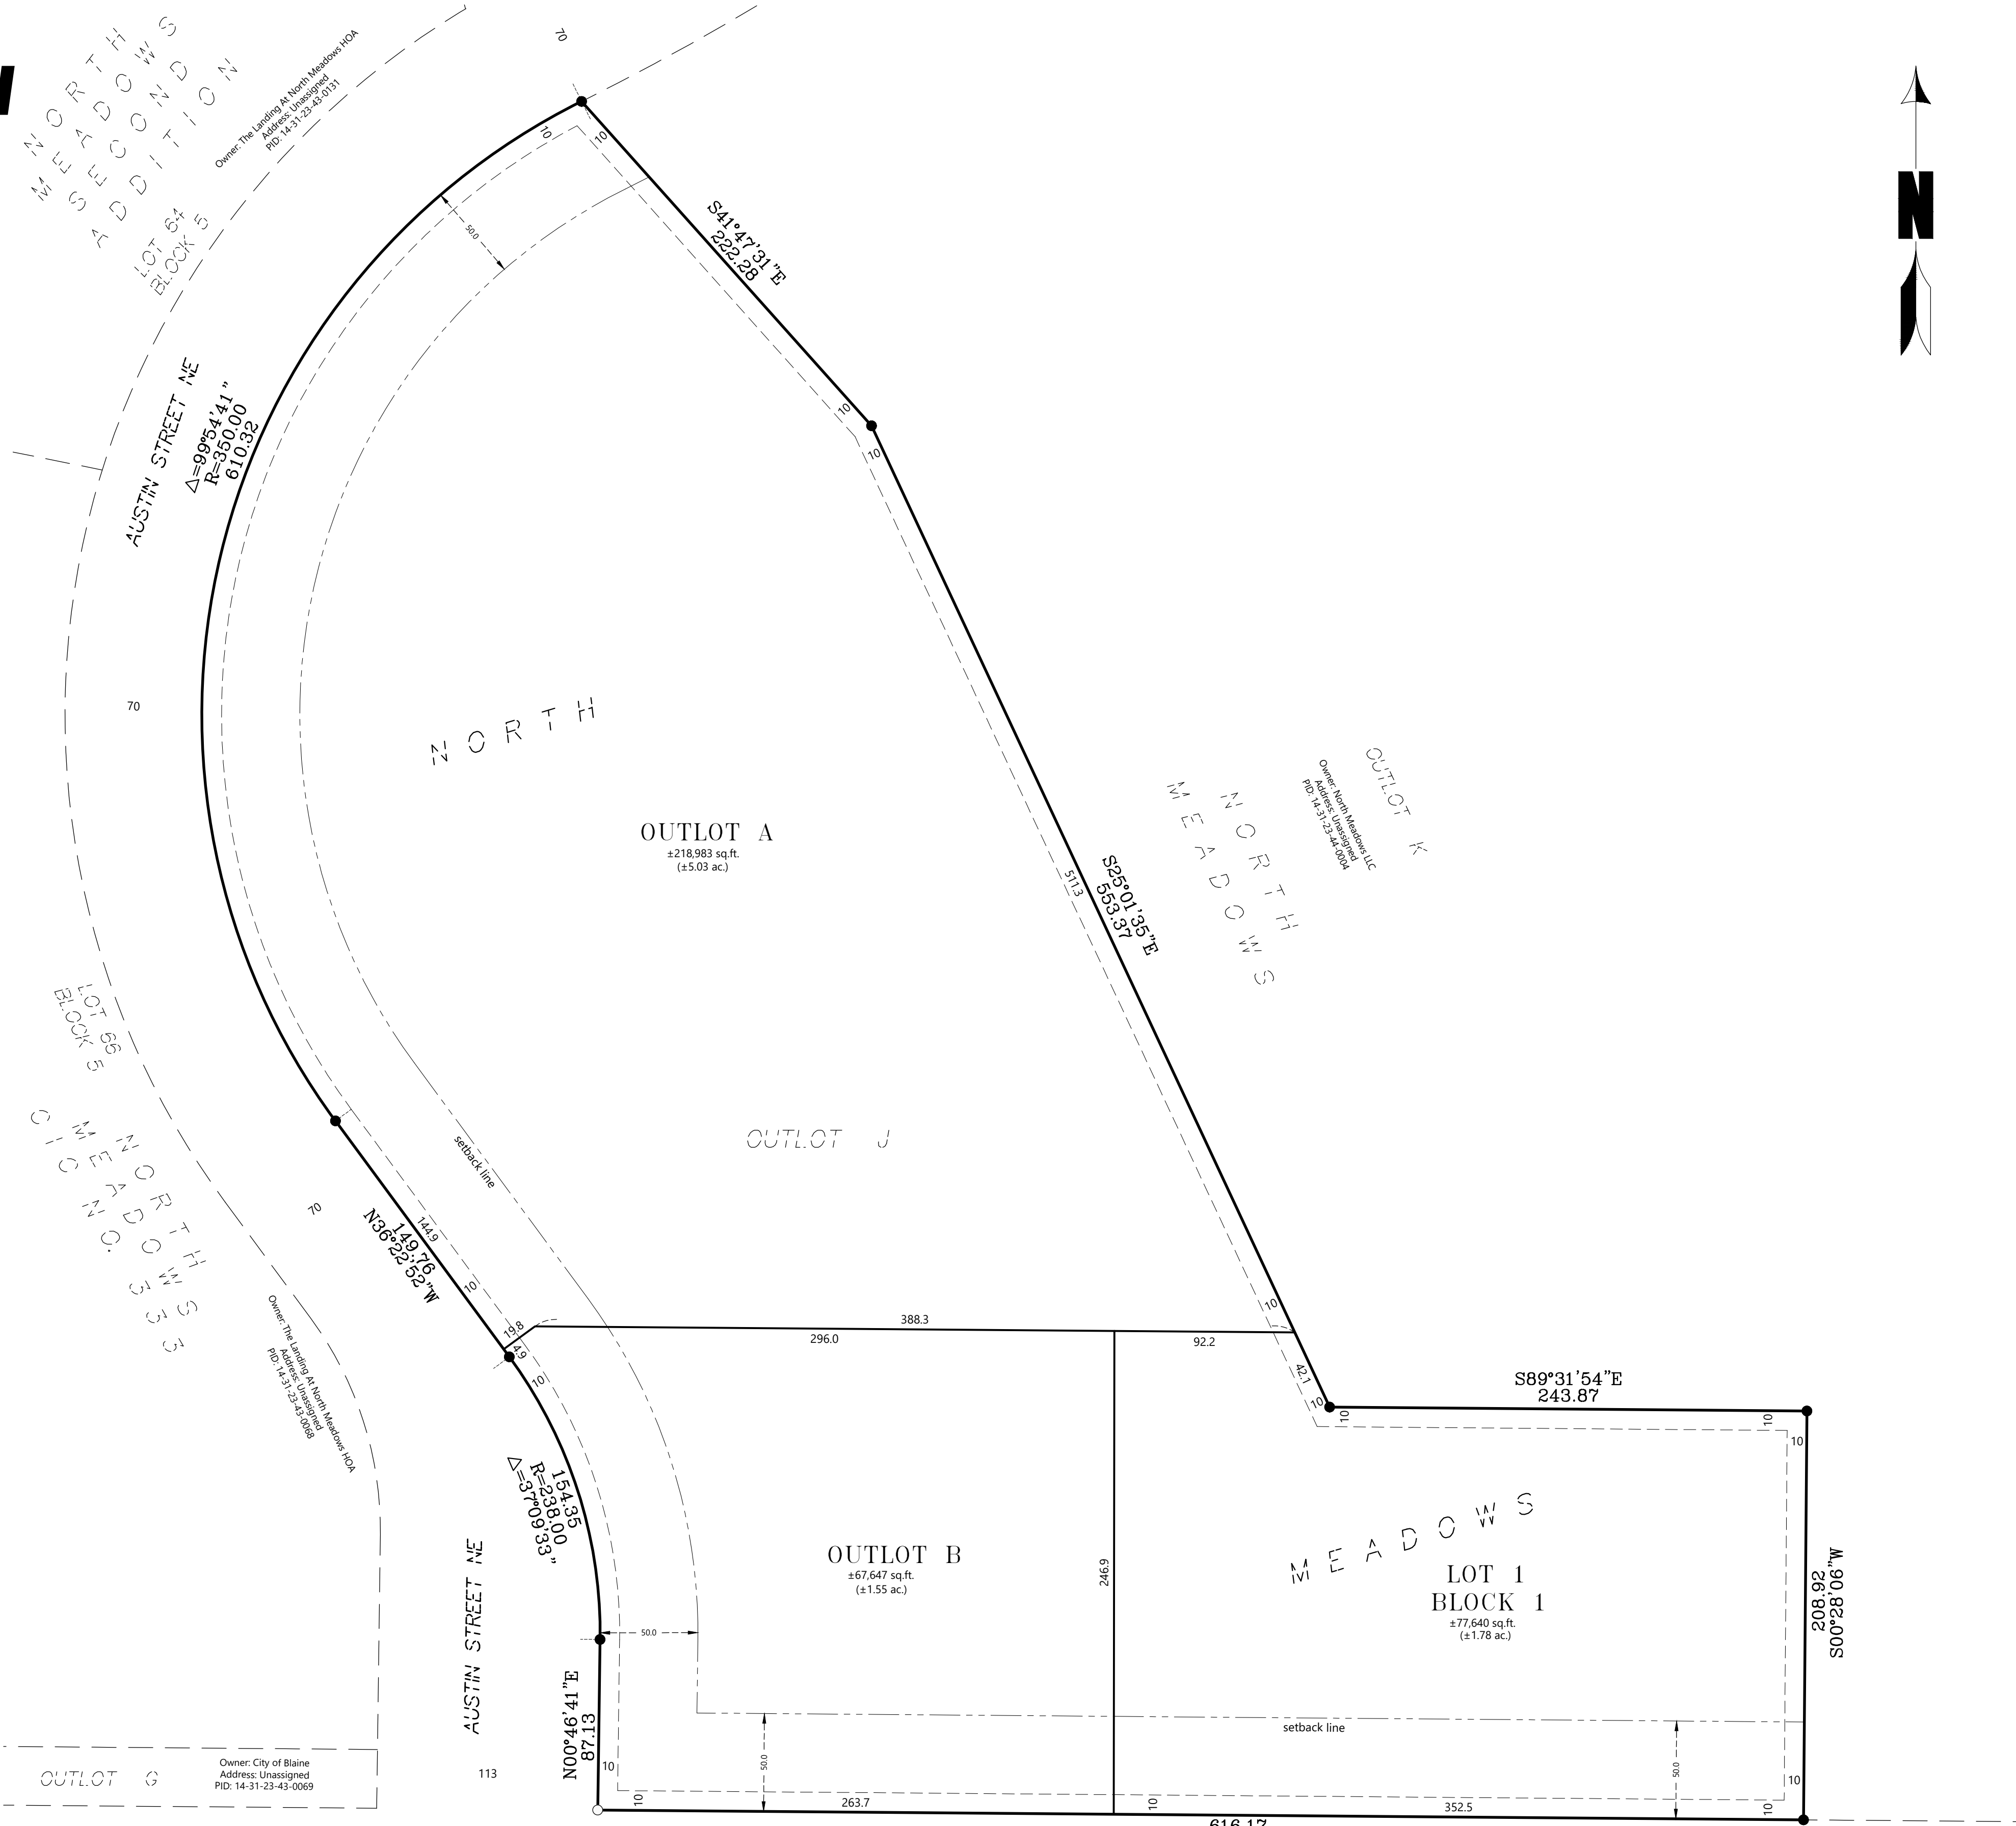 NORTH
MEADOWS
SECOND
ADDITION
Owner: The Landing At North Meadows HOA
Address: Unassigned
PID: 14-31-23-43-0131
LOT 64
BLOCK 5
70
N
10
10
50.0
S41°47'31"E
222.28
AUSTIN STREET NE
△=99°54'41"
R=350.00
610.32
10
10
70
NORTH
OUTLOT A
±218,983 sq.ft.
(±5.03 ac.)
511.3
S25°01'35"E
553.37
NORTH
MEADOWS
Owner: North Meadows LLC
Address: Unassigned
PID: 14-31-23-44-0004
OUTLOT K
LOT 66
BLOCK 5
NORTH
MEADOWS
CIC NO. 333
OUTLOT J
setback line
70
144.9
149.76
N36°22'52"W
10
Owner: The Landing At North Meadows HOA
Address: Unassigned
PID: 14-31-23-43-0068
19.8
4.9
10
388.3
296.0
92.2
10
42.1
10
10
S89°31'54"E
243.87
10
10
154.35
R=238.00
△=37°09'33"
AUSTIN STREET NE
OUTLOT B
±67,647 sq.ft.
(±1.55 ac.)
246.9
MEADOWS
LOT 1
BLOCK 1
±77,640 sq.ft.
(±1.78 ac.)
208.92
S00°28'06"W
50.0
N00°46'41"E
87.13
setback line
50.0
50.0
OUTLOT G
Owner: City of Blaine
Address: Unassigned
PID: 14-31-23-43-0069
113
10
10
263.7
10
352.5
10
10
616.17